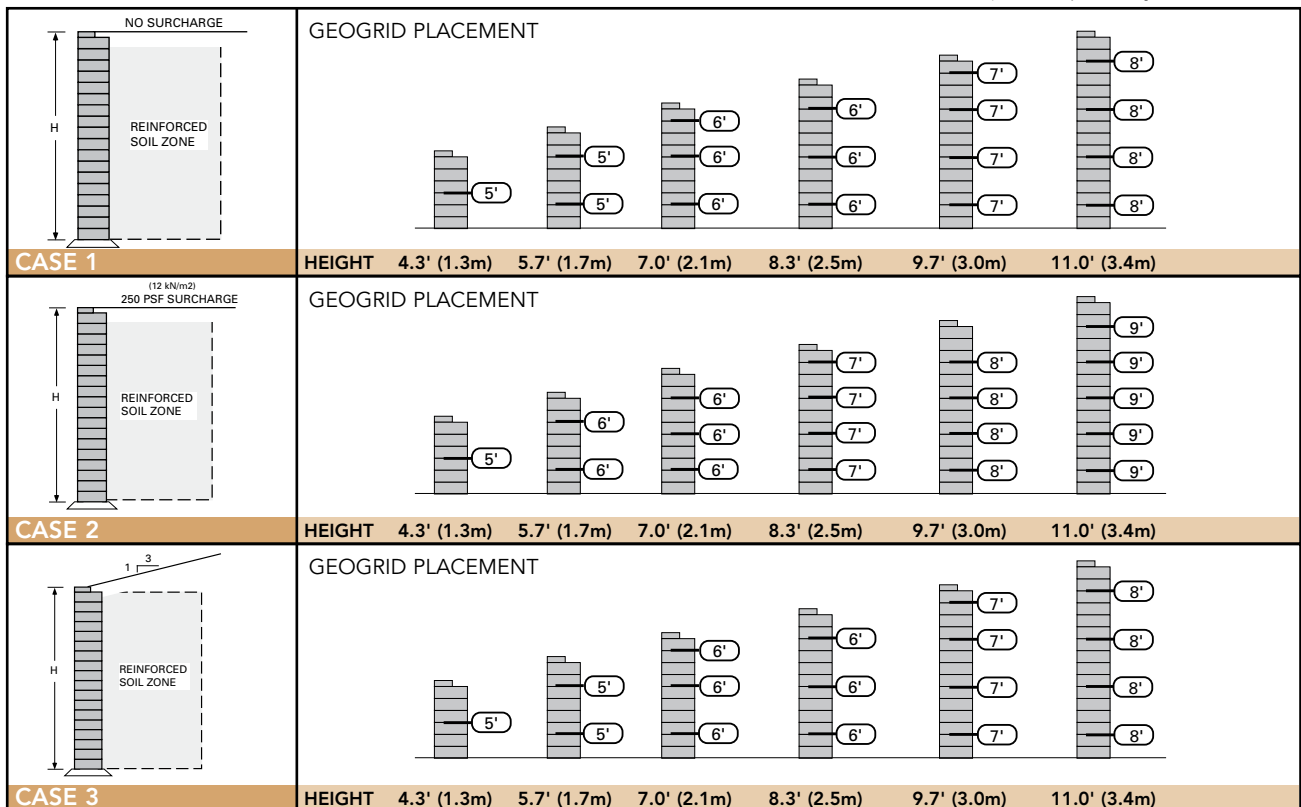 NO SURCHARGE
H
REINFORCED
SOIL ZONE
CASE 1
GEOGRID PLACEMENT
5'
5'
5'
6'
6'
6'
6'
6'
6'
7'
7'
7'
7'
8'
8'
8'
8'
HEIGHT 4.3' (1.3m) 5.7' (1.7m) 7.0' (2.1m) 8.3' (2.5m) 9.7' (3.0m) 11.0' (3.4m)
(12 kN/m2)
250 PSF SURCHARGE
H
REINFORCED
SOIL ZONE
CASE 2
GEOGRID PLACEMENT
5'
6'
6'
6'
6'
6'
7'
7'
7'
7'
8'
8'
8'
8'
9'
9'
9'
9'
9'
HEIGHT 4.3' (1.3m) 5.7' (1.7m) 7.0' (2.1m) 8.3' (2.5m) 9.7' (3.0m) 11.0' (3.4m)
3
1
H
REINFORCED
SOIL ZONE
CASE 3
GEOGRID PLACEMENT
5'
5'
5'
6'
6'
6'
6'
6'
6'
7'
7'
7'
7'
8'
8'
8'
8'
HEIGHT 4.3' (1.3m) 5.7' (1.7m) 7.0' (2.1m) 8.3' (2.5m) 9.7' (3.0m) 11.0' (3.4m)